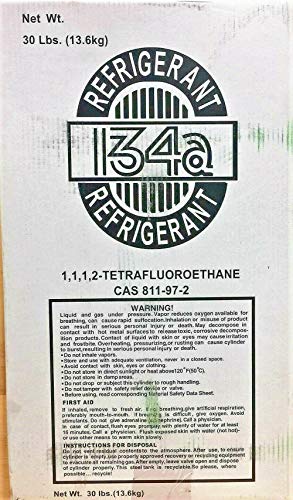 Net Wt.
30 Lbs. (13.6kg)
REFRIGERANT
134a
REFRIGERANT
1,1,1,2-TETRAFLUOROETHANE
CAS 811-97-2
WARNING!
Liquid and gas under pressure. Vapor reduces oxygen available for
breathing, can cause rapid suffocation.Inhalation or misuse of product
can result in serious personal injury or death. May decompose in
contact with hot metal surfaces to release toxic, corrosive decompos-
ition products. Contact of liquid with skin or eyes may cause irritation
and frostbite. Overheating, pressurizing, or rusting can cause cylinder
to burst,resulting in serious personal injury or death.
•Do not inhale vapors.
•Store and use with adequate ventilation, never in a closed space.
•Avoid contact with skin, eyes or clothing.
•Do not store in direct sunlight or heat above120°F(50°C).
•Do not store in damp areas.
•Do not drop or subject this cylinder to rough handling.
•Do not tamper with safety relief device or valve.
•Before using, read corresponding Material Safety Data Sheet.
FIRST AID
If inhaled, remove to fresh air. If no breathing,give artificial respiration,
preferably mouth-to-mouth. If breathing is difficult, give oxygen. Avoid
stimulants. Do not give adrenaline (epinephrine). Call a physician.
In case of contact,flush eyes promptly with plenty of water for at least
15 minutes. Call a physician. Flush exposed skin with water (not hot)-
or use other means to warm skin slowly.
INSTRUCTIONS FOR DISPOSAL
Do not vent residual contents to the atmosphere. After use, to ensure
cylinder is empty,use properly approved recovery or recycling equipment
to remove residual pressure. When empty, open valve and dispose
of cylinder properly. This steel tank is recyclable.So please, where
possible... recycle!
Net Wt. 30 lbs.(13.6kg)